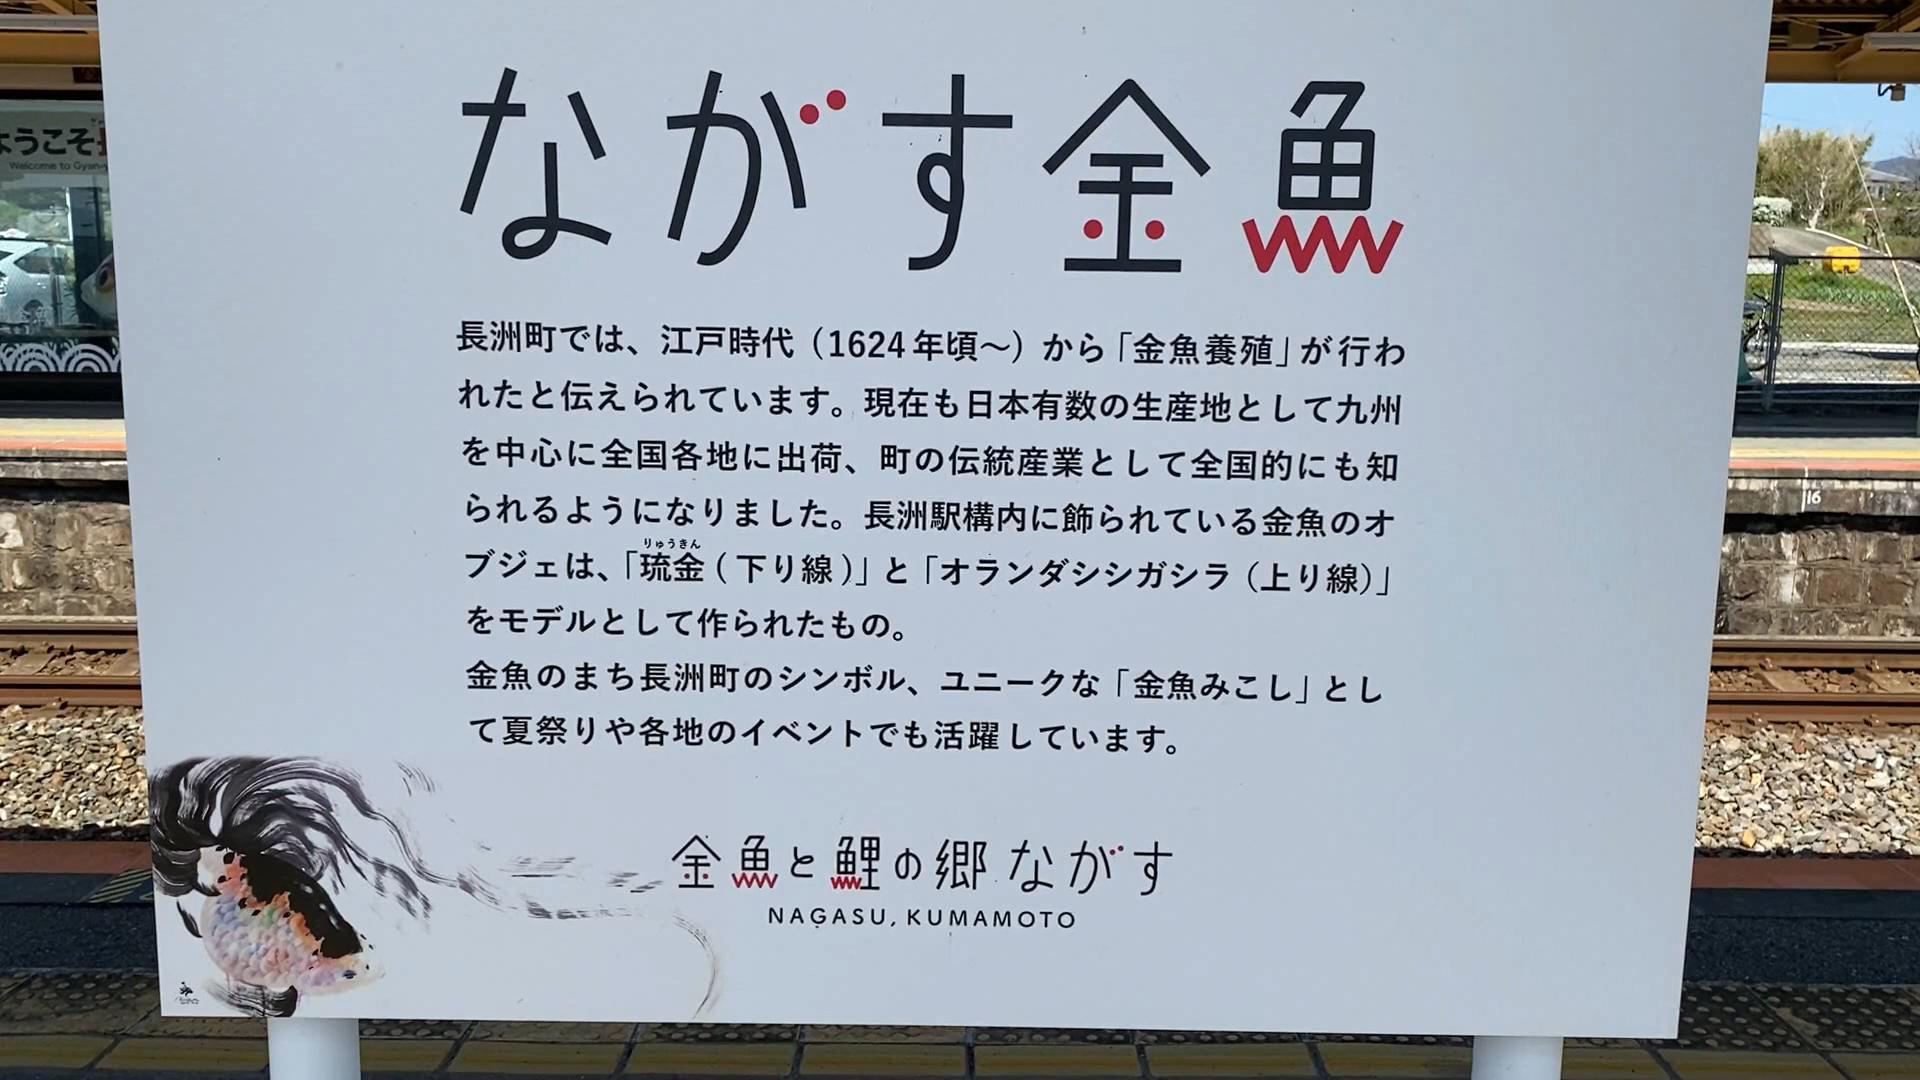 ながす金魚
長洲町では、江戸時代（1624年頃～）から「金魚養殖」が行わ
れたと伝えられています。現在も日本有数の生産地として九州
を中心に全国各地に出荷、町の伝統産業として全国的にも知
られるようになりました。長洲駅構内に飾られている金魚のオ
りゅうきん
ブジェは、「琉金（下り線）」と「オランダシシガシラ（上り線）」
をモデルとして作られたもの。
金魚のまち長洲町のシンボル、ユニークな「金魚みこし」とし
て夏祭りや各地のイベントでも活躍しています。
金魚と鯉の郷 ながす
NAGASU, KUMAMOTO
ようこそ
Welcome to
16